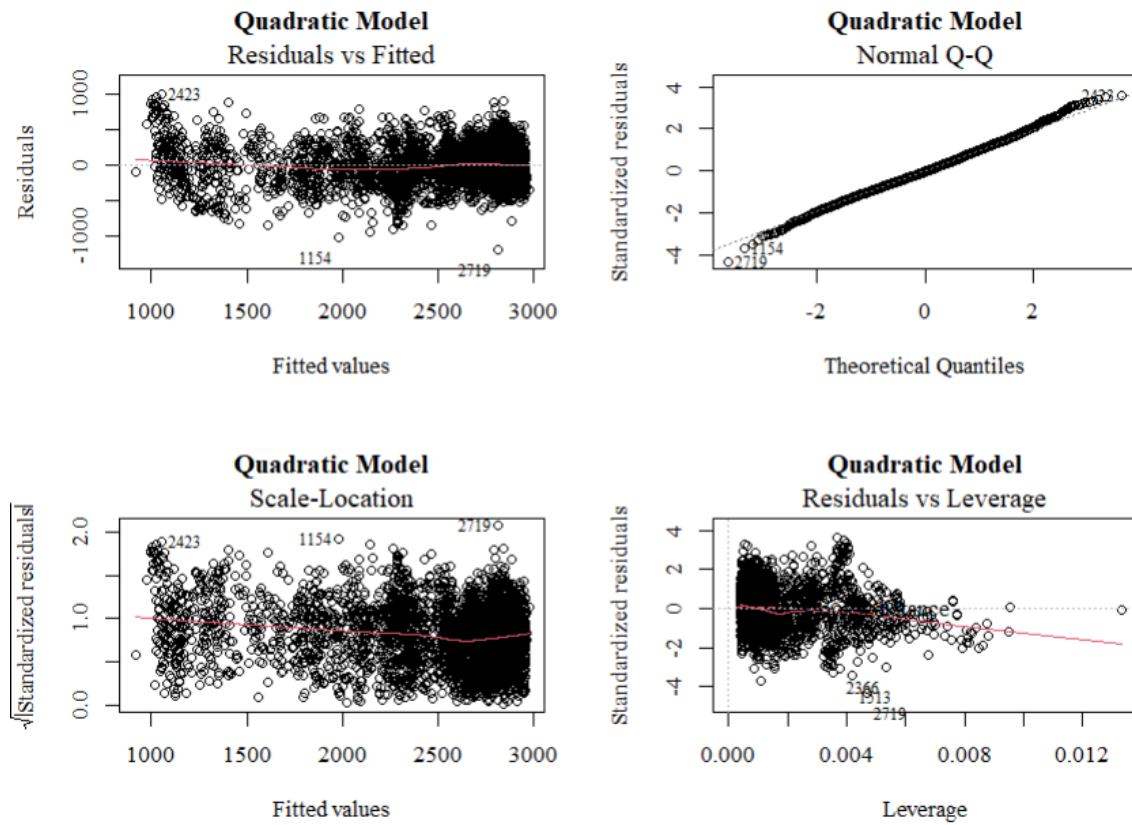 Quadratic Model
Residuals vs Fitted
Residuals
1000
0
-1000
2423
1154
2719
1000 1500 2000 2500 3000
Fitted values
Quadratic Model
Normal Q-Q
Standardized residuals
4
2
0
-2
-4
2423
1154
2719
-2 0 2
Theoretical Quantiles
Quadratic Model
Scale-Location
√|Standardized residuals|
2.0
1.0
0.0
2423
1154
2719
1000 1500 2000 2500 3000
Fitted values
Quadratic Model
Residuals vs Leverage
Standardized residuals
4
2
0
-2
-4
2366
1913
2719
0.000 0.004 0.008 0.012
Leverage